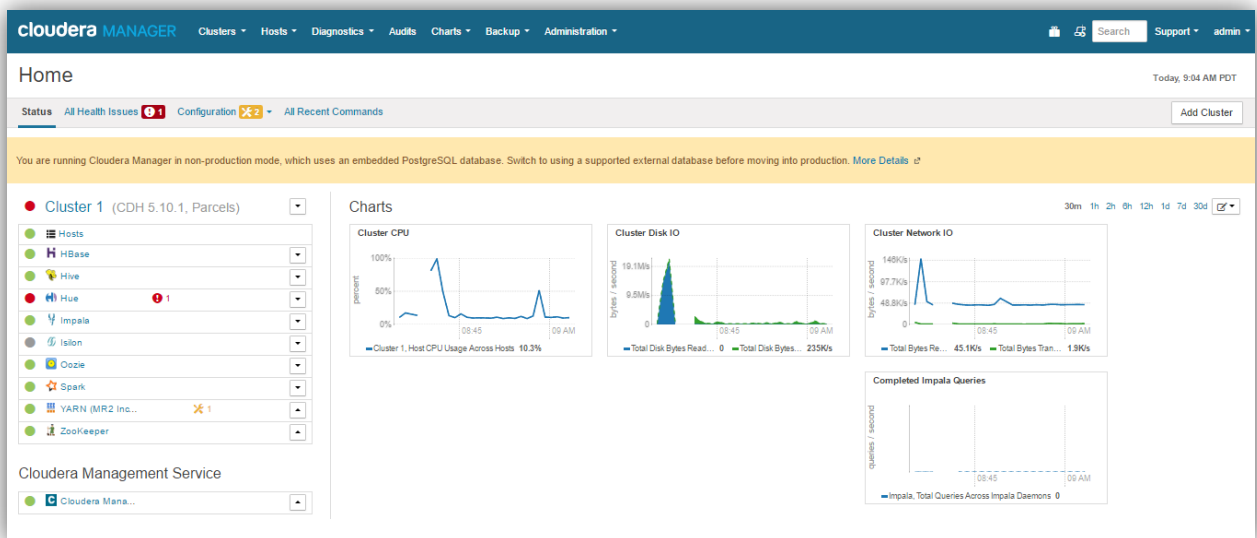 cloudera MANAGER Clusters Hosts Diagnostics Audits Charts Backup Administration Search Support admin
Home
Today, 9:04 AM PDT
Status All Health Issues 1 Configuration 2 All Recent Commands Add Cluster
You are running Cloudera Manager in non-production mode, which uses an embedded PostgreSQL database. Switch to using a supported external database before moving into production. More Details
Cluster 1 (CDH 5.10.1, Parcels)
Hosts
HBase
Hive
Hue 1
Impala
Isilon
Oozie
Spark
YARN (MR2 Inc... 1
ZooKeeper
Cloudera Management Service
C Cloudera Mana...
Charts
30m 1h 2h 6h 12h 1d 7d 30d
Cluster CPU
percent
100%
50%
0%
08:45 09 AM
Cluster 1, Host CPU Usage Across Hosts 10.3%
Cluster Disk IO
bytes / second
19.1M/s
9.5M/s
0
08:45 09 AM
Total Disk Bytes Read... 0 Total Disk Bytes... 235K/s
Cluster Network IO
bytes / second
146K/s
97.7K/s
48.8K/s
0
08:45 09 AM
Total Bytes Re... 45.1K/s Total Bytes Tran... 1.9K/s
Completed Impala Queries
queries / second
08:45 09 AM
Impala, Total Queries Across Impala Daemons 0